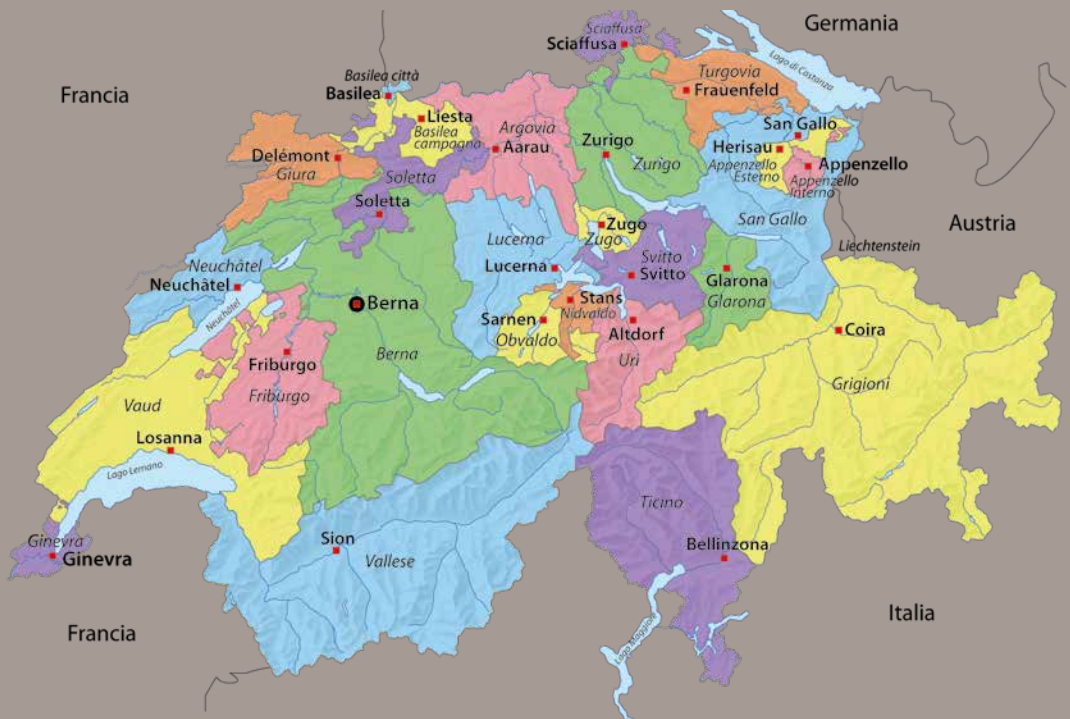 Germania
Sciaffusa
Sciaffusa
Lago di Costanza
Basilea città
Turgovia
Francia
Basilea
Frauenfeld
Liesta
San Gallo
Argovia
Basilea
campagna
Zurigo
Herisau
Aarau
Delémont
Zurigo
Appenzello
Esterno
Appenzello
Giura
Soletta
Appenzello
Interno
Soletta
San Gallo
Austria
Zugo
Zugo
Lucerna
Liechtenstein
Neuchâtel
Svitto
Lucerna
Svitto
Glarona
Neuchâtel
Glarona
Neuchâtel
Berna
Stans
Nidvaldo
Sarnen
Altdorf
Coira
Obvaldo
Uri
Berna
Friburgo
Grigioni
Friburgo
Vaud
Losanna
Lago Lemano
Ticino
Ginevra
Sion
Bellinzona
Ginevra
Vallese
Italia
Francia
Lago Maggiore